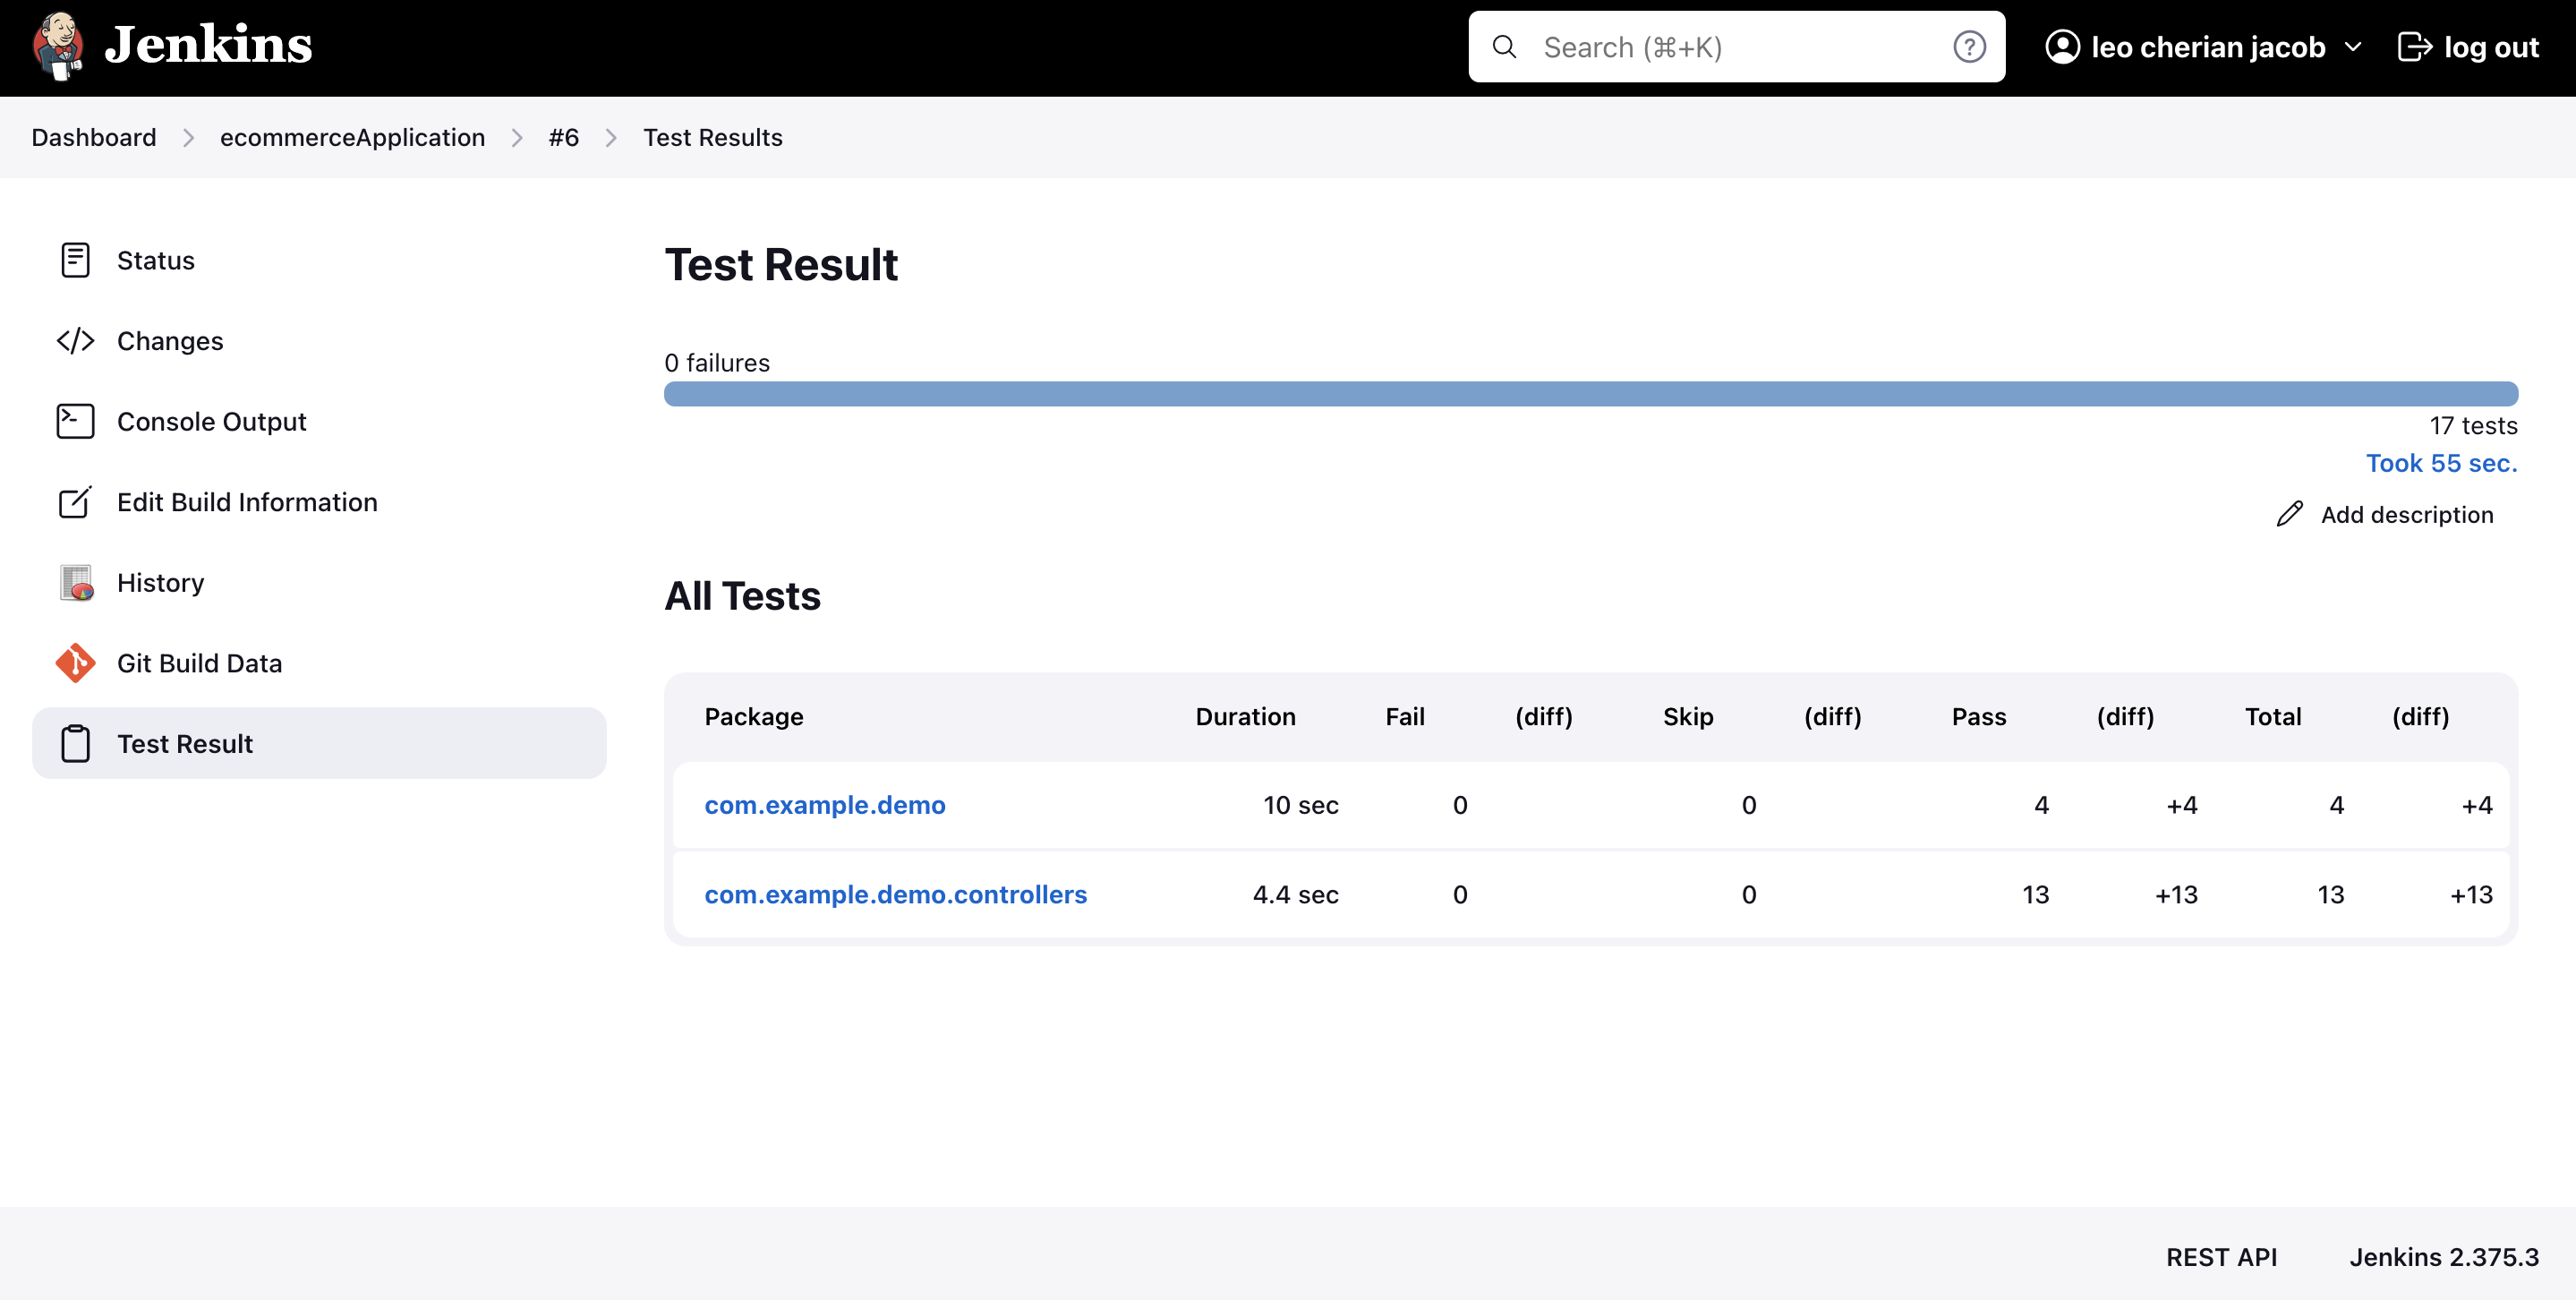 Jenkins
Search (⌘+K)
leo cherian jacob
log out
Dashboard ecommerceApplication #6 Test Results
Status
Changes
Console Output
Edit Build Information
History
Git Build Data
Test Result
Test Result
0 failures
17 tests
Took 55 sec.
Add description
All Tests
Package Duration Fail (diff) Skip (diff) Pass (diff) Total (diff)
com.example.demo 10 sec 0 0 4 +4 4 +4
com.example.demo.controllers 4.4 sec 0 0 13 +13 13 +13
REST API Jenkins 2.375.3